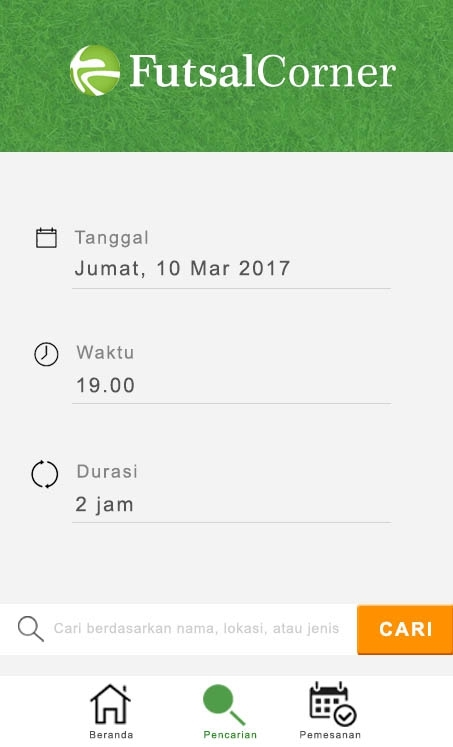 FutsalCorner
Tanggal
Jumat, 10 Mar 2017
Waktu
19.00
Durasi
2 jam
Cari berdasarkan nama, lokasi, atau jenis
CARI
Beranda
Pencarian
Pemesanan